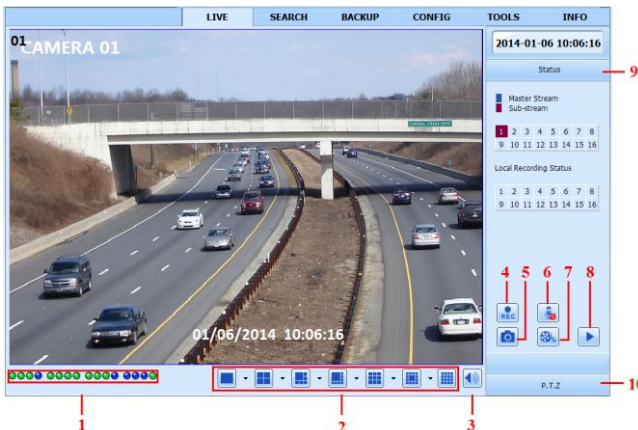 LIVE SEARCH BACKUP CONFIG TOOLS INFO
01
CAMERA 01
2014-01-06 10:06:16
Status
9
Master Stream
Sub-stream
1 2 3 4 5 6 7 8
9 10 11 12 13 14 15 16
Local Recording Status
1 2 3 4 5 6 7 8
9 10 11 12 13 14 15 16
4 5 6 7 8
REC
01/06/2014 10:06:16
P.T.Z
10
1 2 3